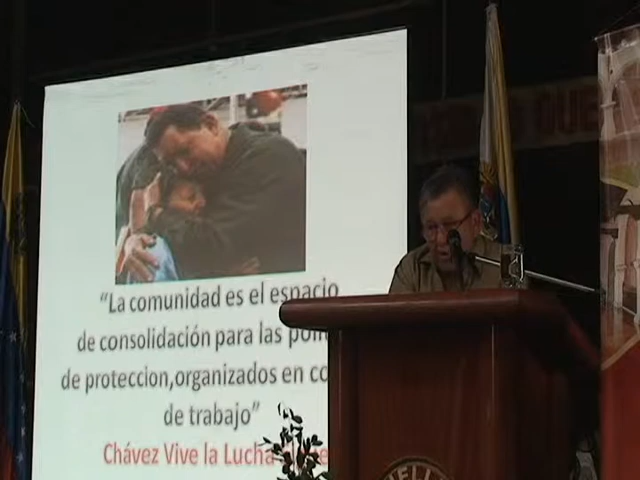 “La comunidad es el espacio
de consolidación para las
de proteccion,organizados en
de trabajo”
Chávez Vive la Lucha